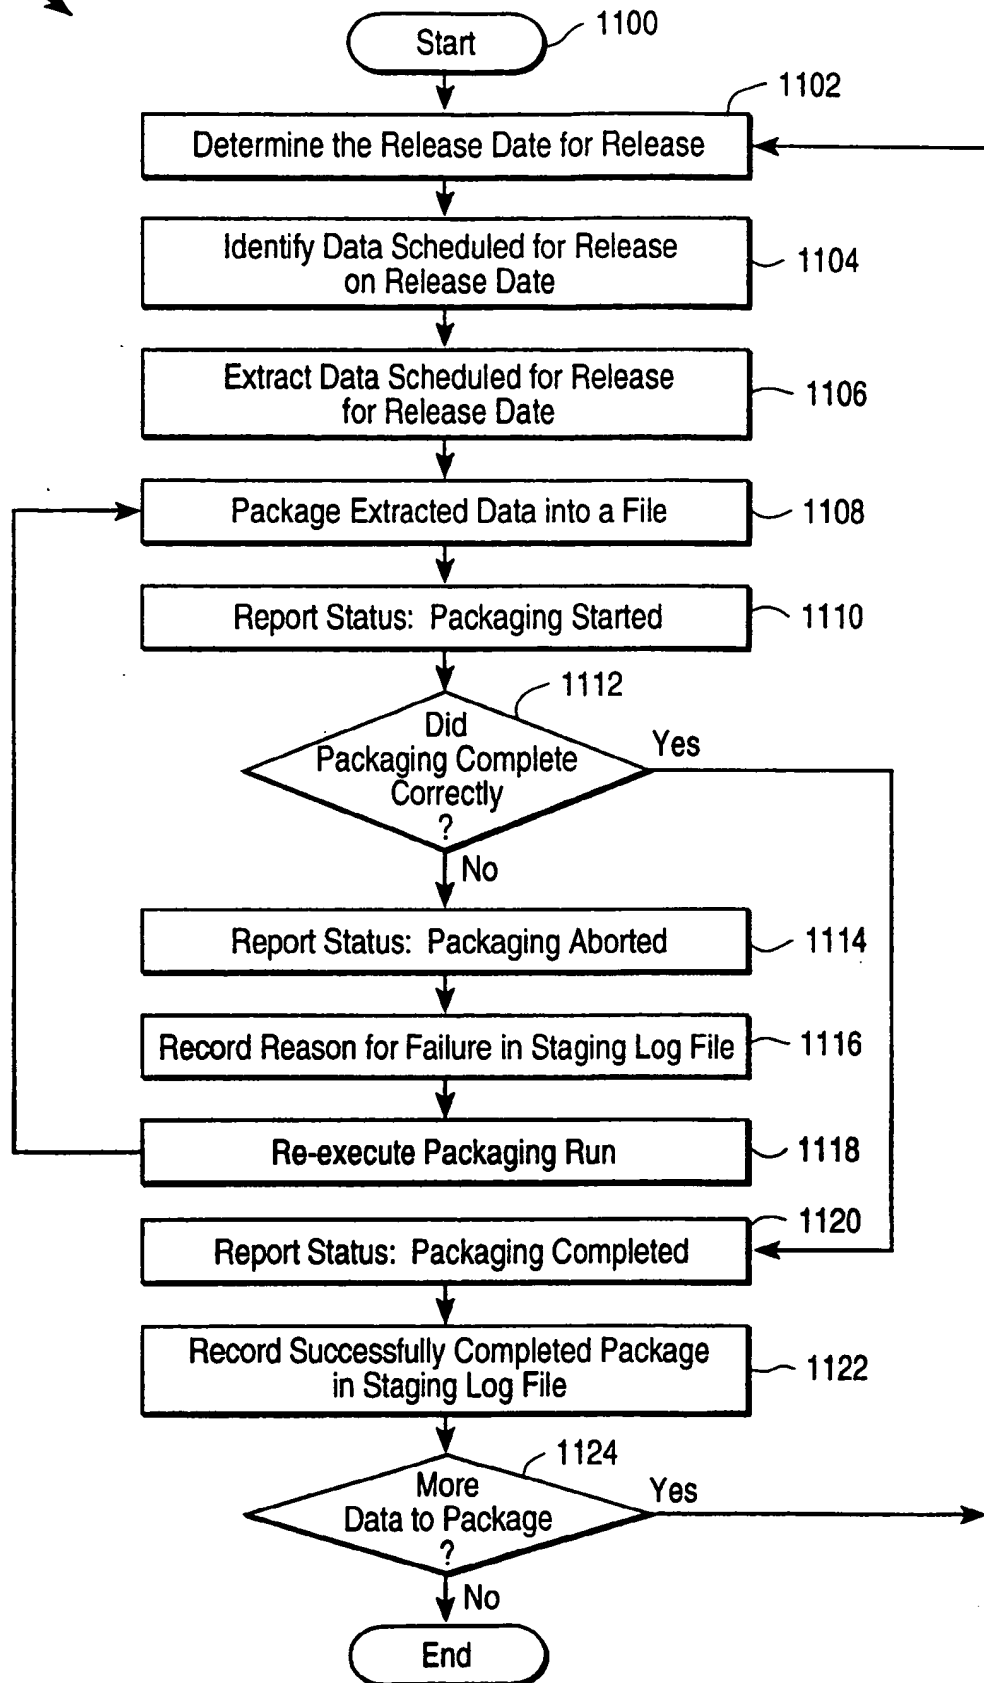 Start
1100
1102
Determine the Release Date for Release
Identify Data Scheduled for Release
on Release Date
1104
Extract Data Scheduled for Release
for Release Date
1106
Package Extracted Data into a File
1108
Report Status: Packaging Started
1110
1112
Did
Packaging Complete
Correctly
?
Yes
No
Report Status: Packaging Aborted
1114
Record Reason for Failure in Staging Log File
1116
Re-execute Packaging Run
1118
1120
Report Status: Packaging Completed
Record Successfully Completed Package
in Staging Log File
1122
1124
More
Data to Package
?
Yes
No
End